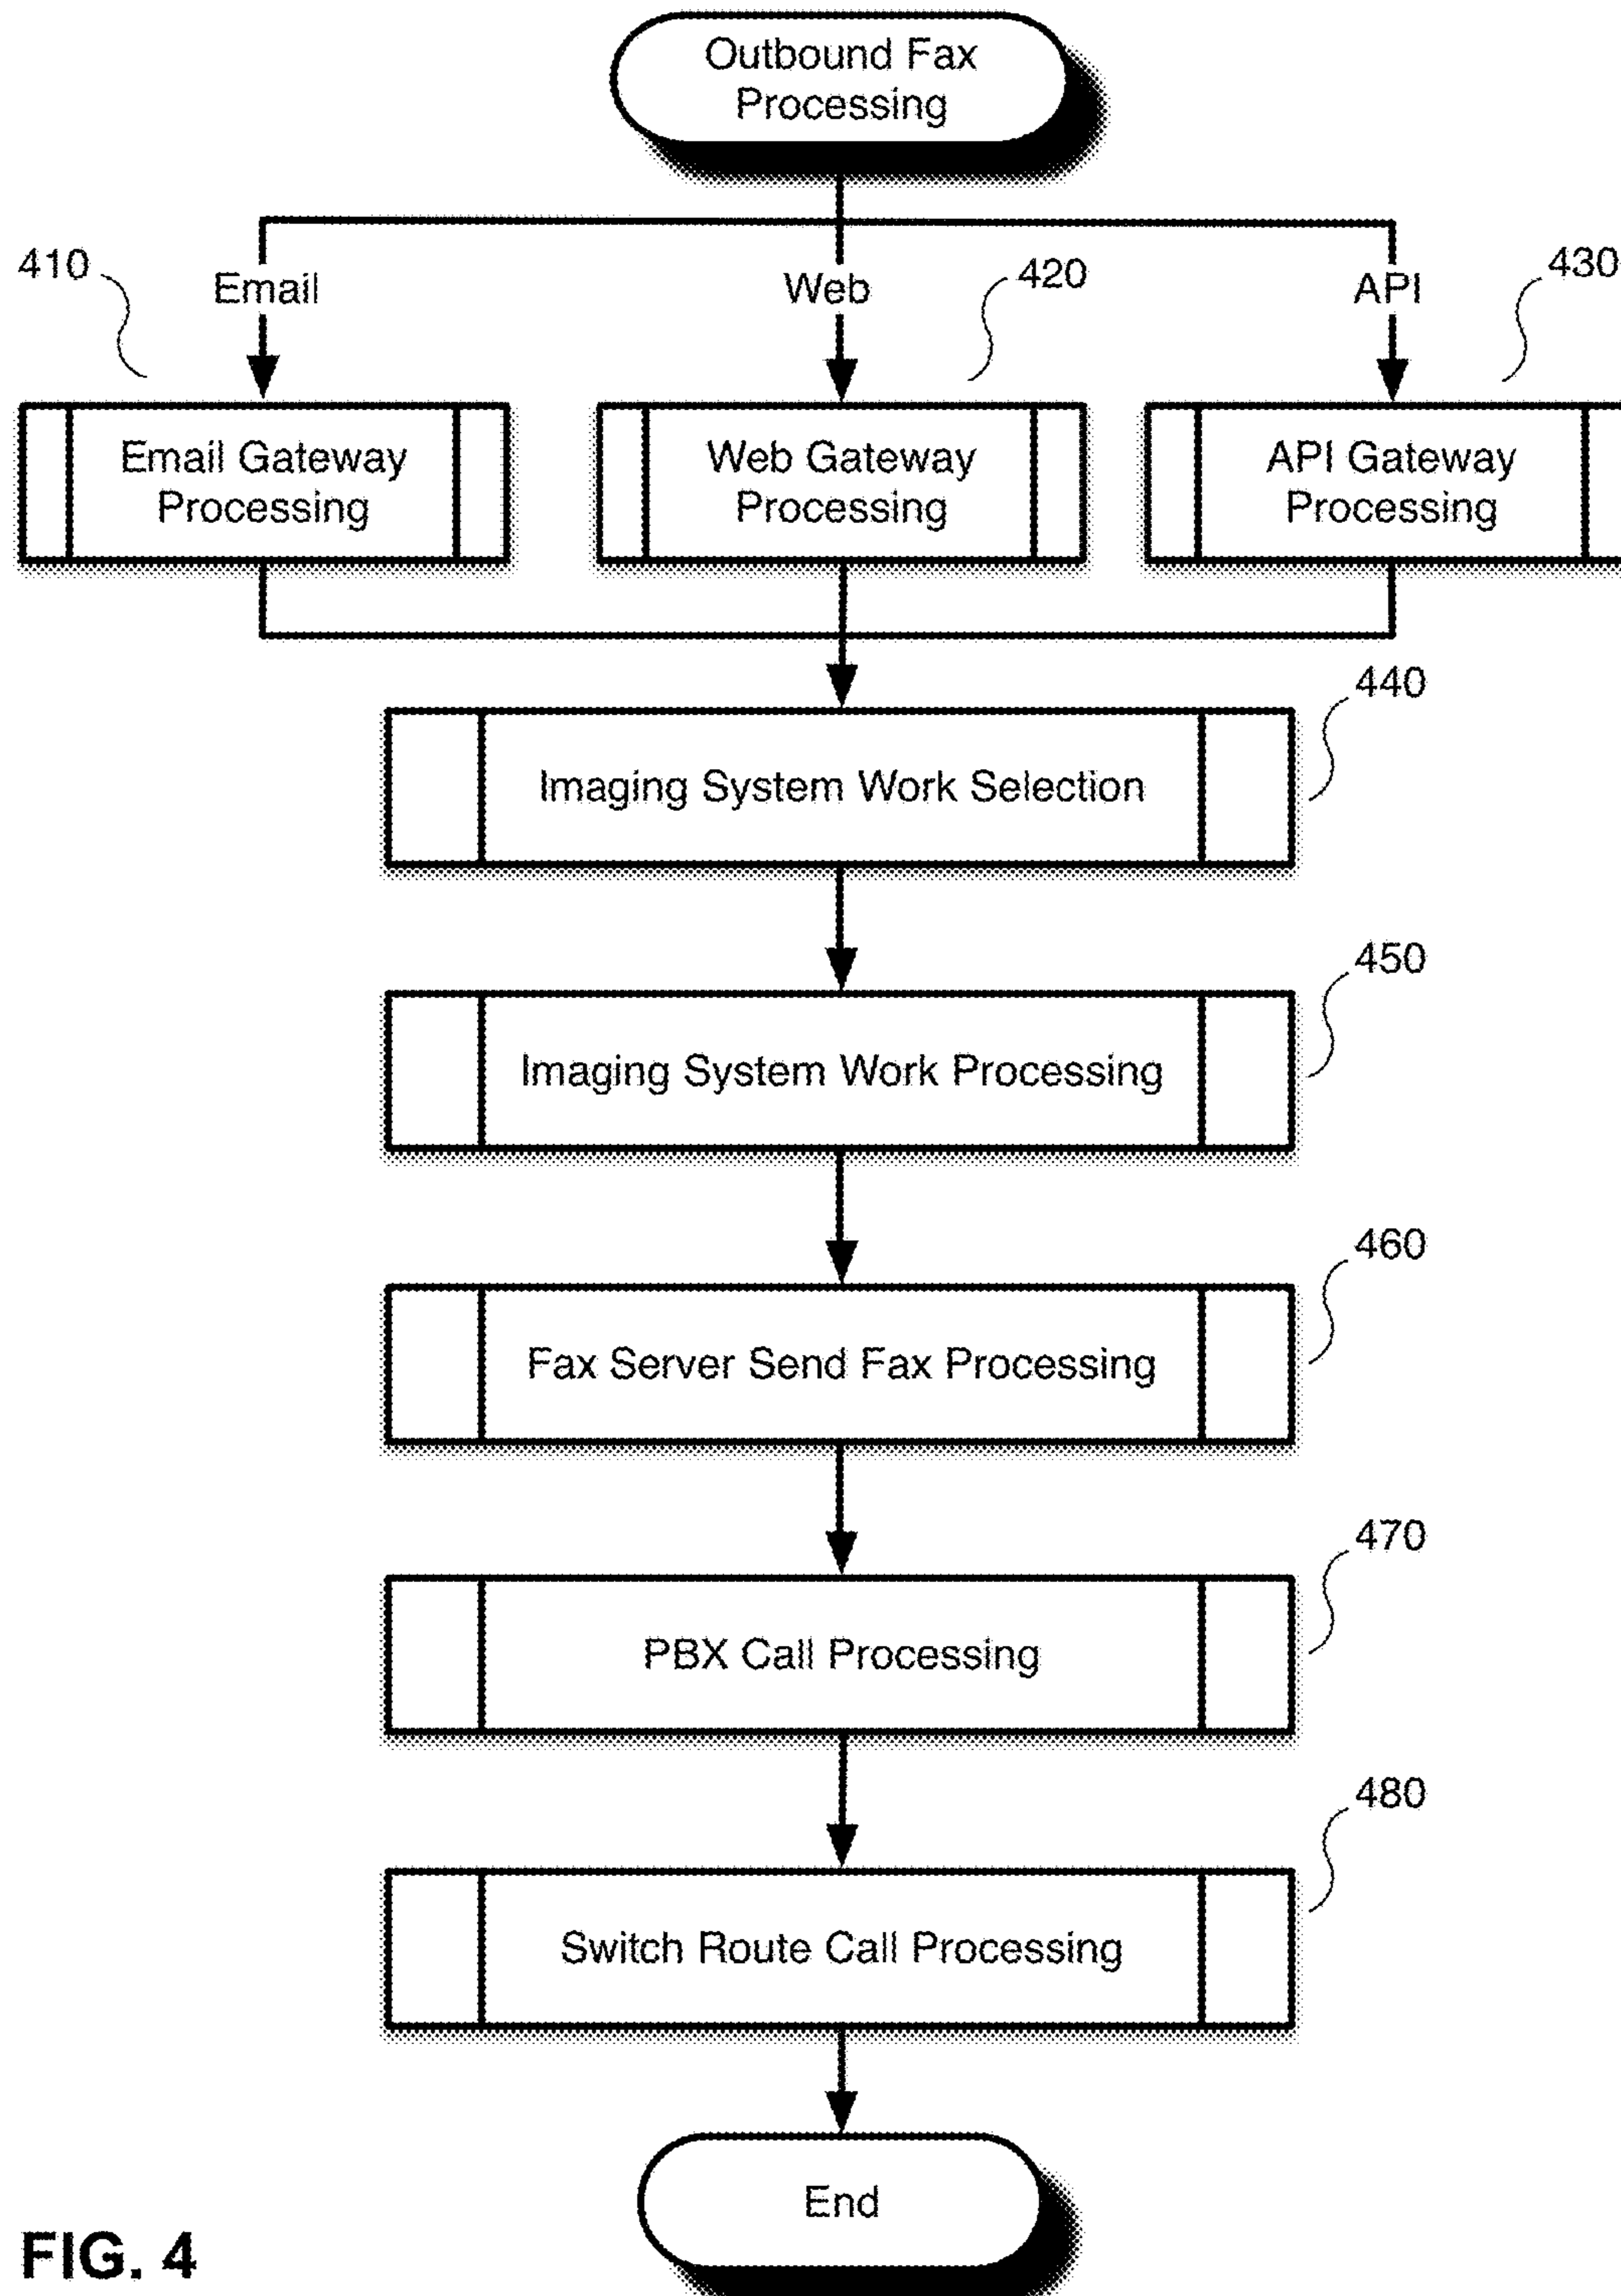 Outbound Fax
Processing
410
Email
Web
420
API
430
Email Gateway
Processing
Web Gateway
Processing
API Gateway
Processing
440
Imaging System Work Selection
450
Imaging System Work Processing
460
Fax Server Send Fax Processing
470
PBX Call Processing
480
Switch Route Call Processing
End
FIG. 4